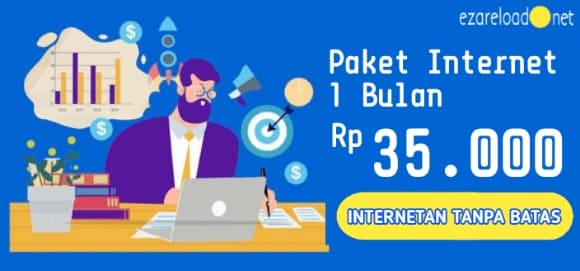 ezareload net
Paket Internet
1 Bulan
Rp 35.000
INTERNETAN TANPA BATAS